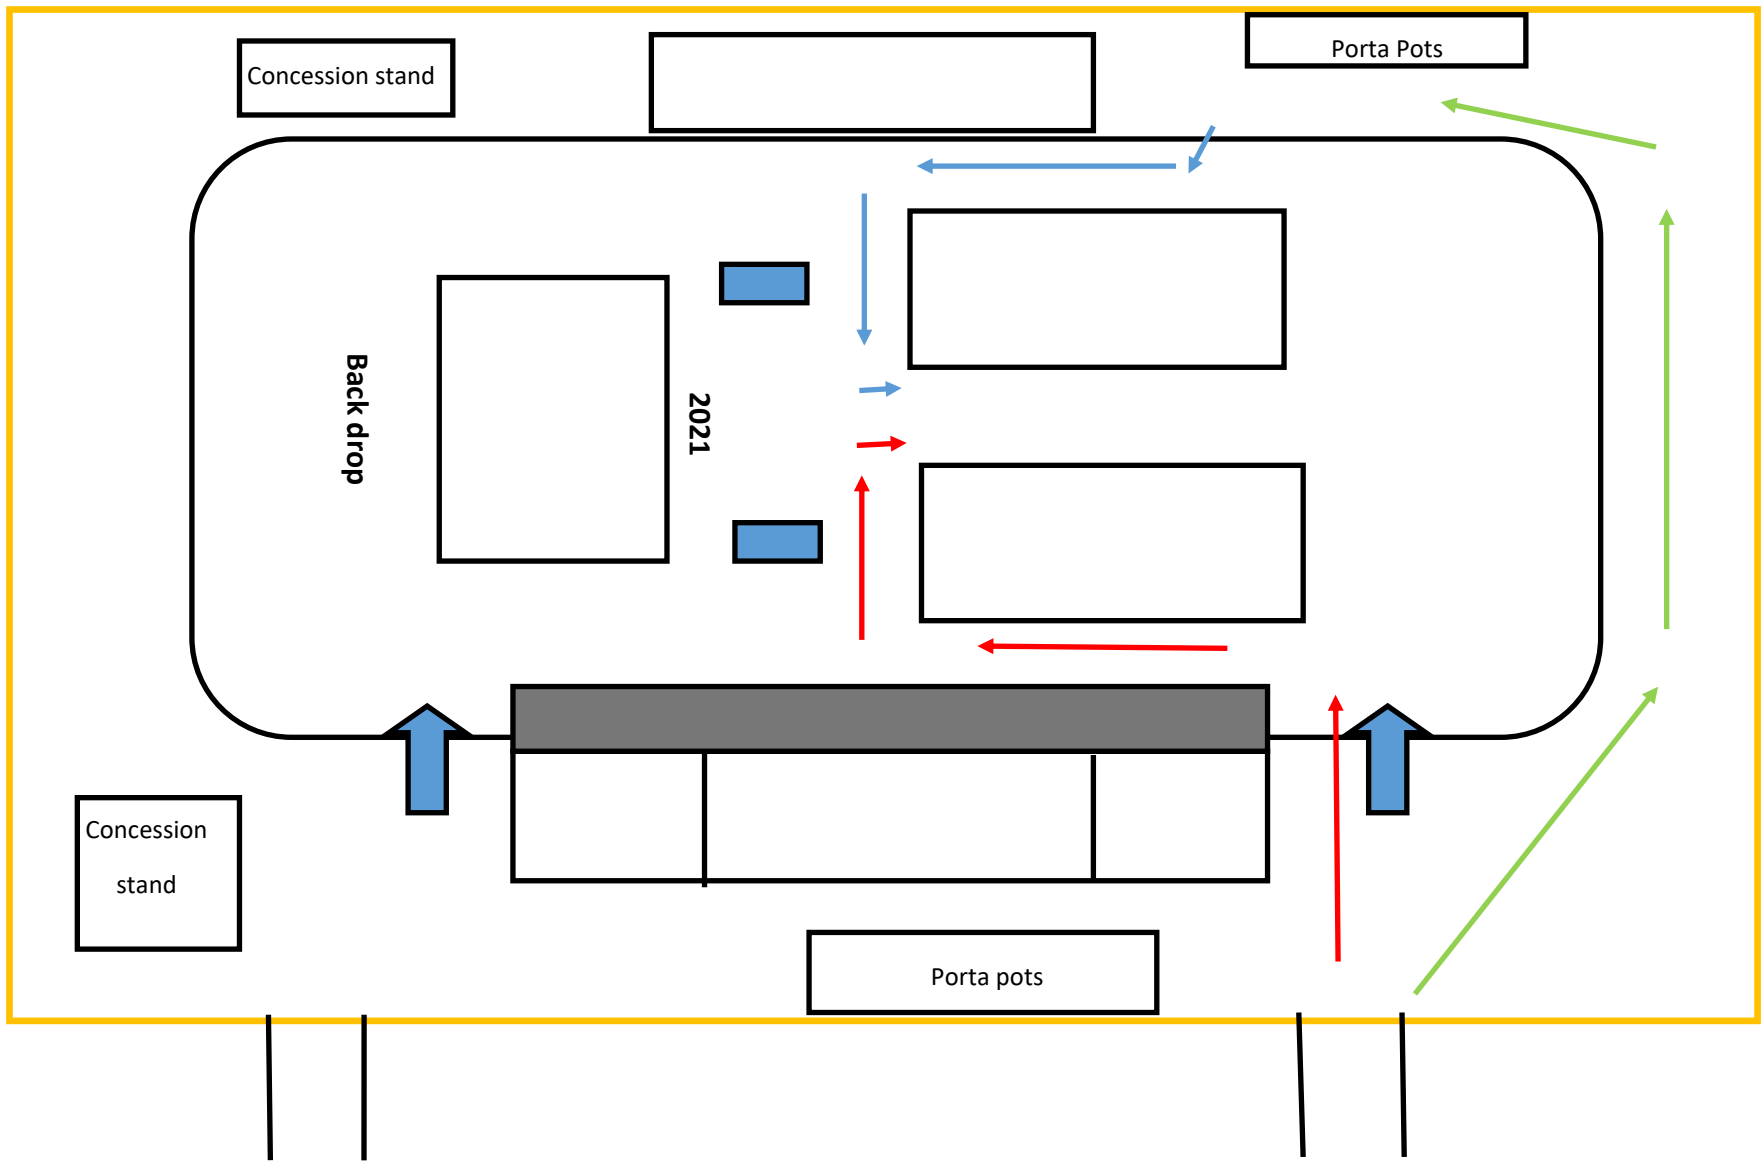 Concession stand
Porta Pots
Back drop
2021
Concession
stand
Porta pots